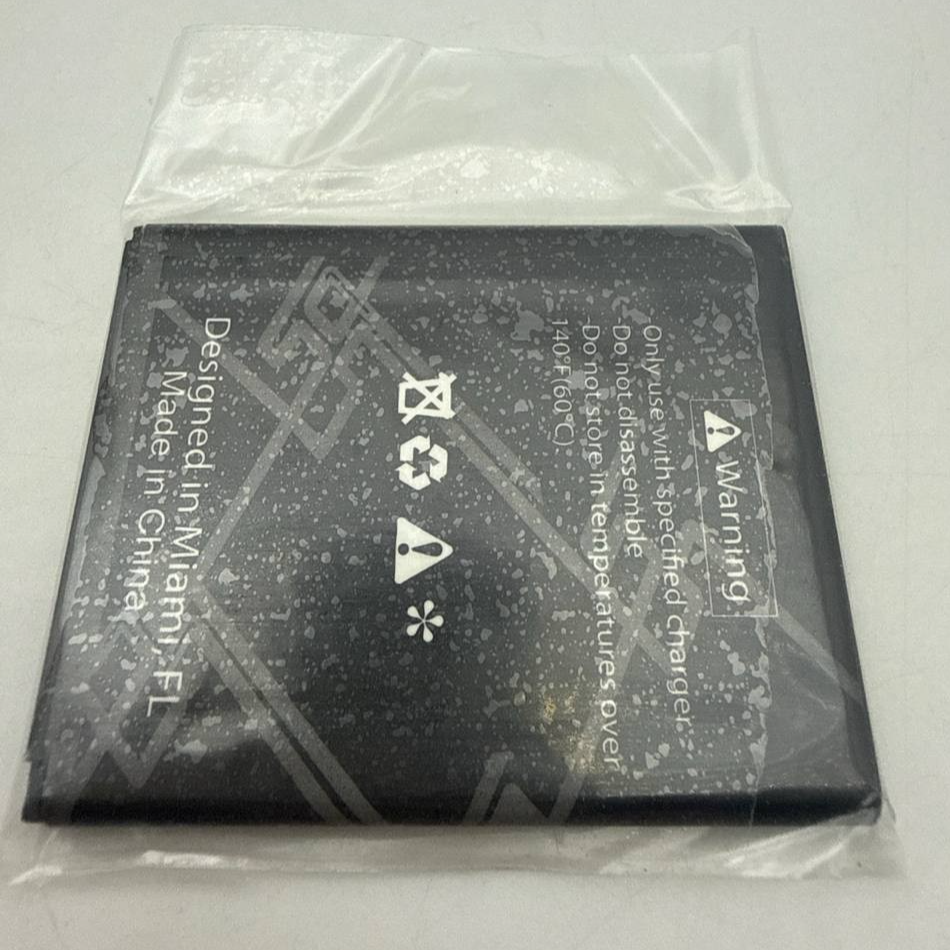 Warning
Only use with specified charger
Do not disassemble
-Do not store in temperatures over
140°F(60°C)
Designed in Miami, FL
Made in China